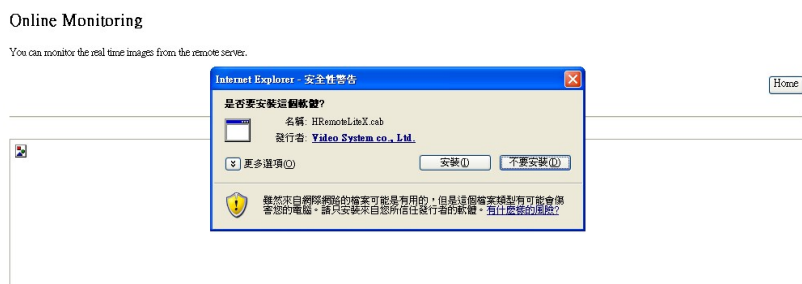 Online Monitoring
You can monitor the real time images from the remote server.
Internet Explorer - 安全性警告
Home
是否要安裝這個軟體?
名稱: HRemoteLiteX.cab
發行者: Video System co., Ltd.
更多選項(O)
安裝(I)
不要安裝(D)
雖然來自網際網路的檔案可能是有用的，但是這個檔案類型有可能會傷
害您的電腦。請只安裝來自您所信任發行者的軟體。有什麼樣的風險?